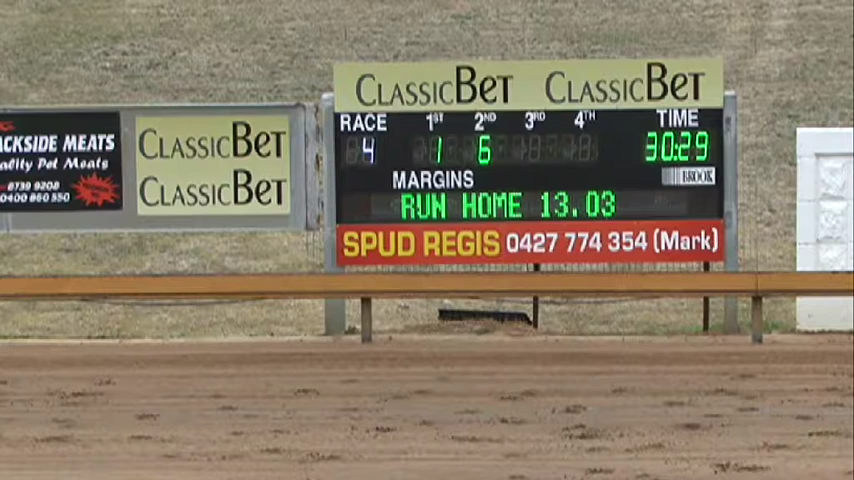 CLASSICBET CLASSICBET
RACE 1ST 2ND 3RD 4TH TIME
4 1 6 30:29
MARGINS BROOK
RUN HOME 13.03
SPUD REGIS 0427 774 354 (Mark)
ACKSIDE MEATS
ality Pet Meats
8739 9208
0400 860 550
CLASSICBET
CLASSICBET